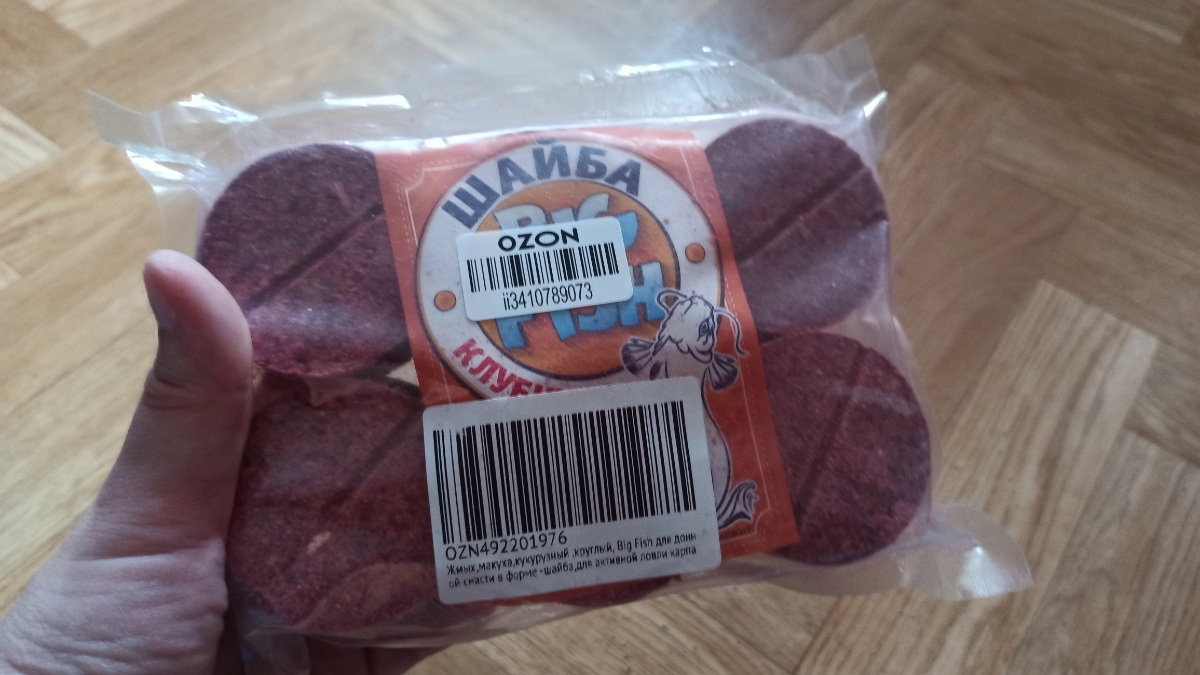 ШАЙБА
BIG
OZON
ii3410789073
FISH
OZN492201976
Жмых,макуха,кукурузный ,круглый, Big Fish для донн
ой снасти в форме -шайба,для активной ловли карпа